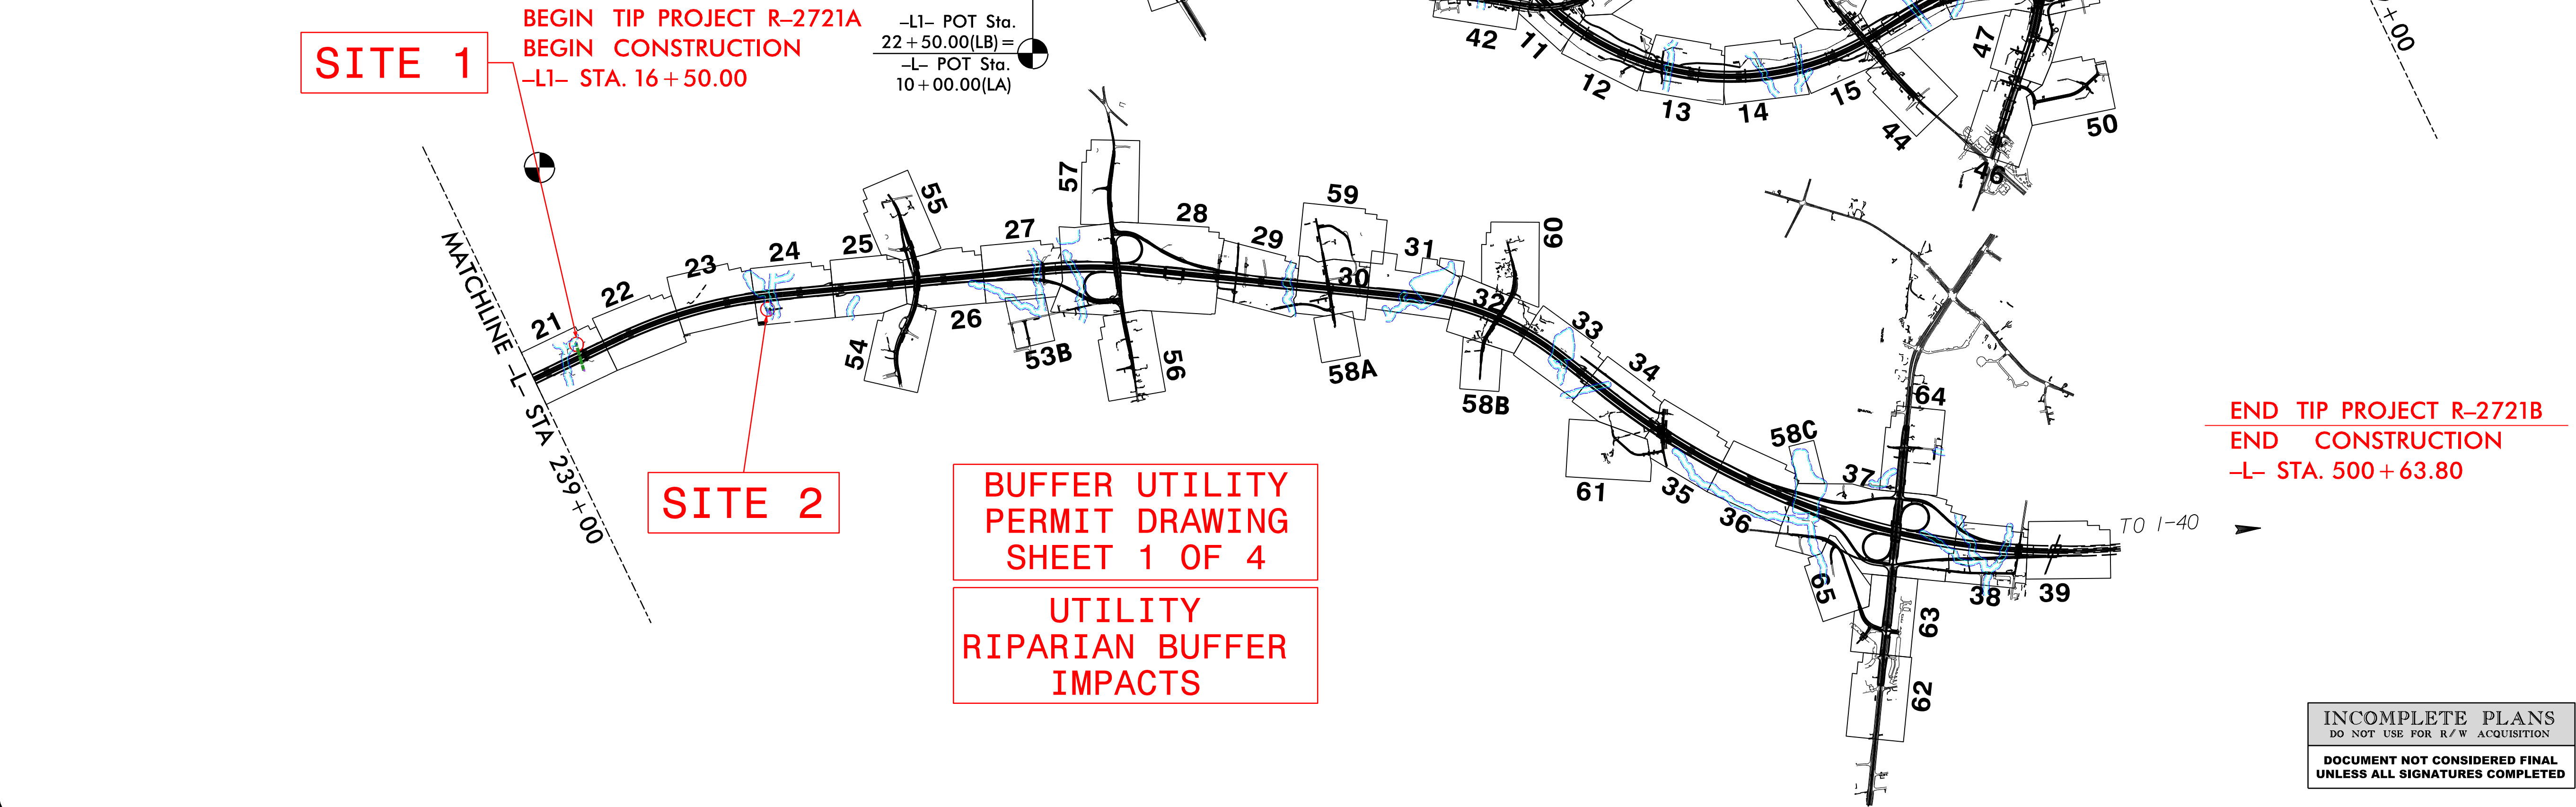 BEGIN TIP PROJECT R–2721A
BEGIN CONSTRUCTION
–L1– STA. 16+50.00
SITE 1
–L1– POT Sta.
22+50.00(LB)=
–L– POT Sta.
10+00.00(LA)
42
11
12
13
14
15
44
47
50
46
+00
MATCHLINE –L– STA 239+00
21
22
23
24
25
55
54
26
27
53B
57
56
28
29
59
30
58A
31
32
60
58B
33
34
61
35
36
58C
37
64
65
38
39
63
62
TO I-40
SITE 2
BUFFER UTILITY
PERMIT DRAWING
SHEET 1 OF 4
UTILITY
RIPARIAN BUFFER
IMPACTS
END TIP PROJECT R–2721B
END CONSTRUCTION
–L– STA. 500+63.80
INCOMPLETE PLANS
DO NOT USE FOR R/W ACQUISITION
DOCUMENT NOT CONSIDERED FINAL
UNLESS ALL SIGNATURES COMPLETED